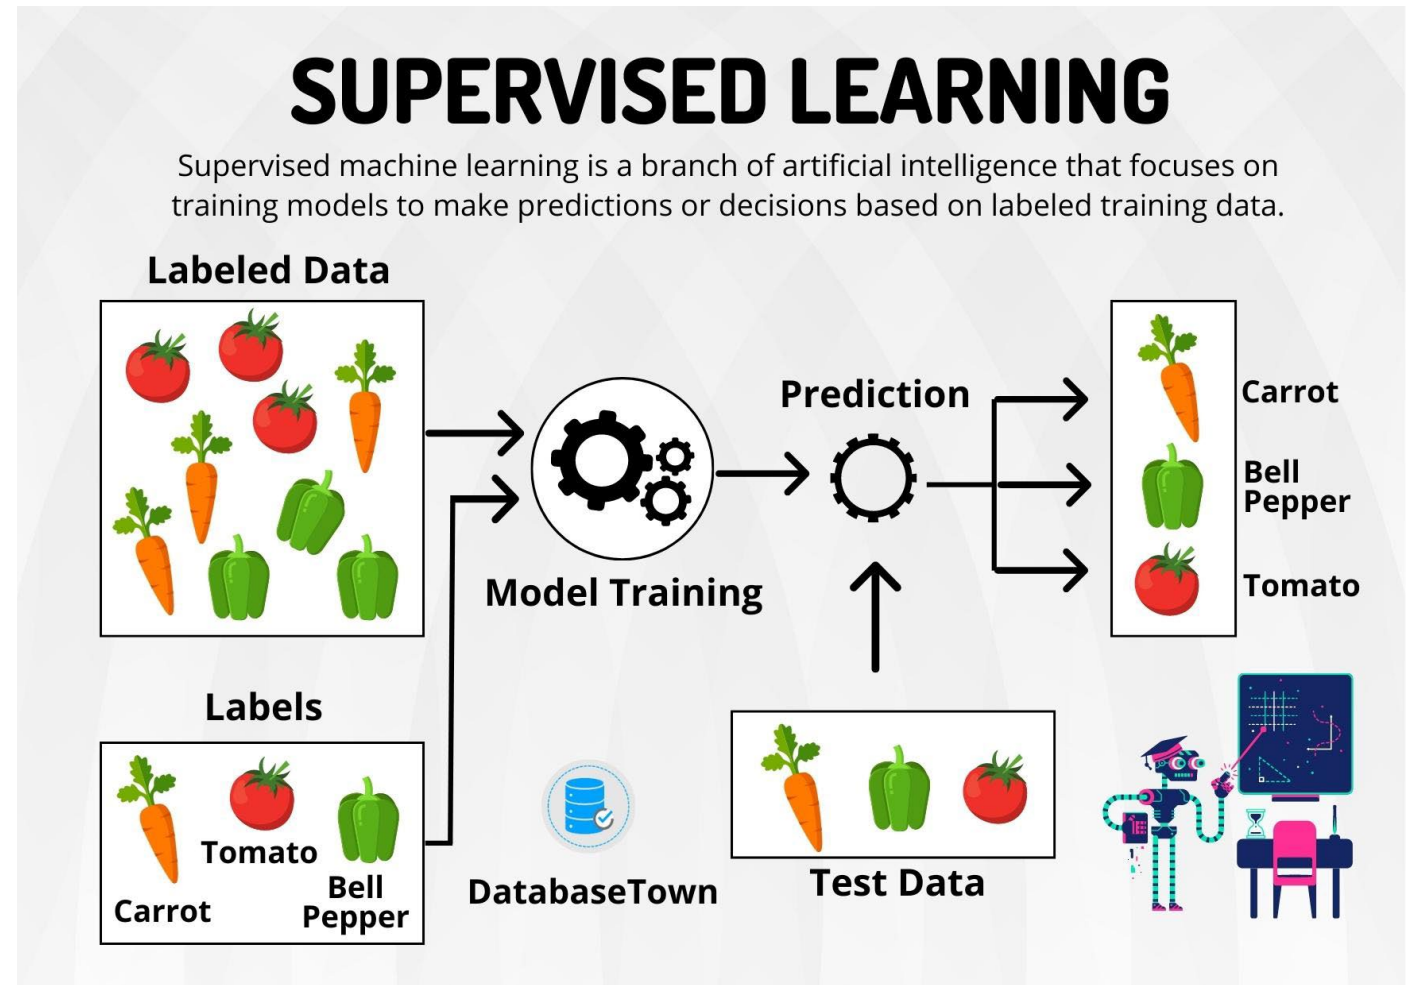 SUPERVISED LEARNING
Supervised machine learning is a branch of artificial intelligence that focuses on
training models to make predictions or decisions based on labeled training data.
Labeled Data
Model Training
Prediction
Carrot
Bell
Pepper
Tomato
Labels
Carrot
Tomato
Bell
Pepper
DatabaseTown
Test Data